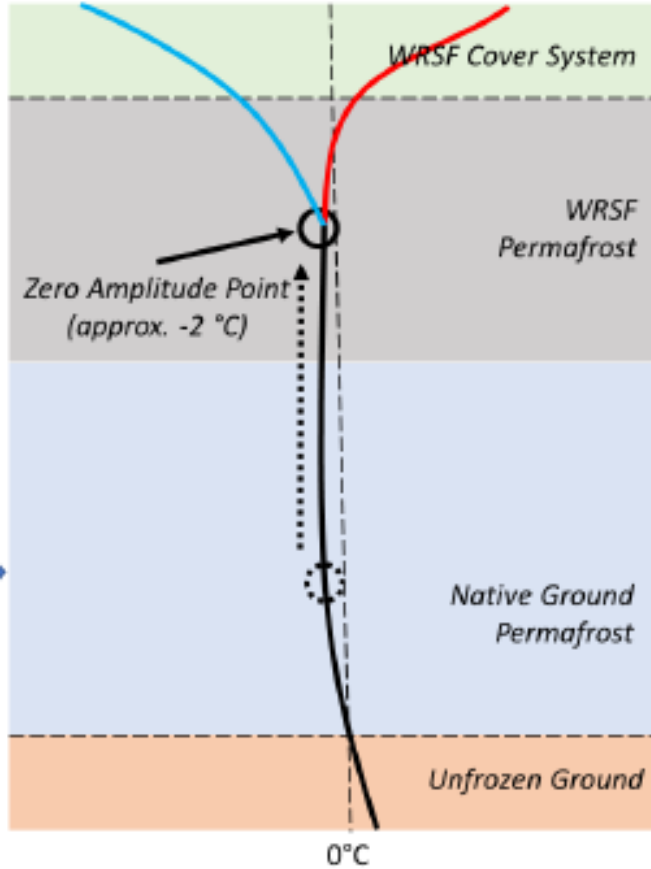 WRSF Cover System
WRSF
Permafrost
Zero Amplitude Point
(approx. -2 °C)
Native Ground
Permafrost
Unfrozen Ground
0°C